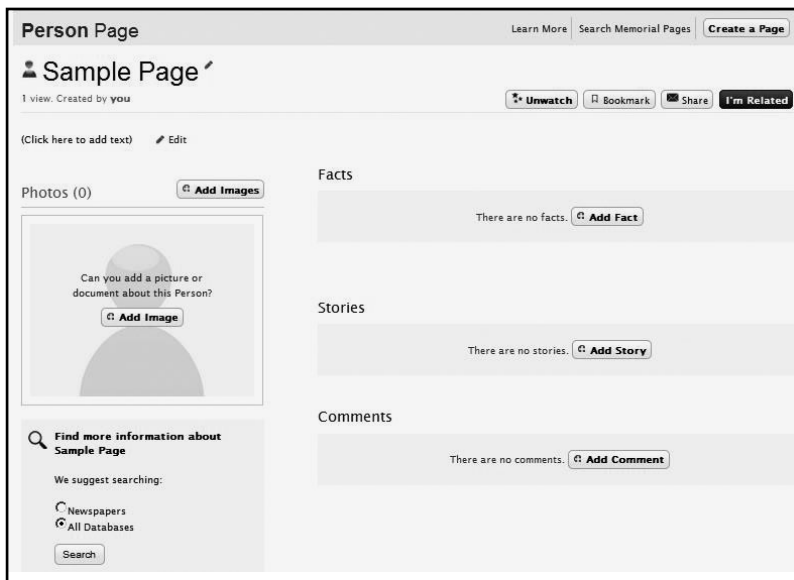 Person Page
Learn More Search Memorial Pages Create a Page
Sample Page
1 view. Created by you
Unwatch Bookmark Share I'm Related
(Click here to add text) Edit
Photos (0) Add Images
Can you add a picture or
document about this Person?
Add Image
Find more information about
Sample Page
We suggest searching:
Newspapers
All Databases
Search
Facts
There are no facts. Add Fact
Stories
There are no stories. Add Story
Comments
There are no comments. Add Comment